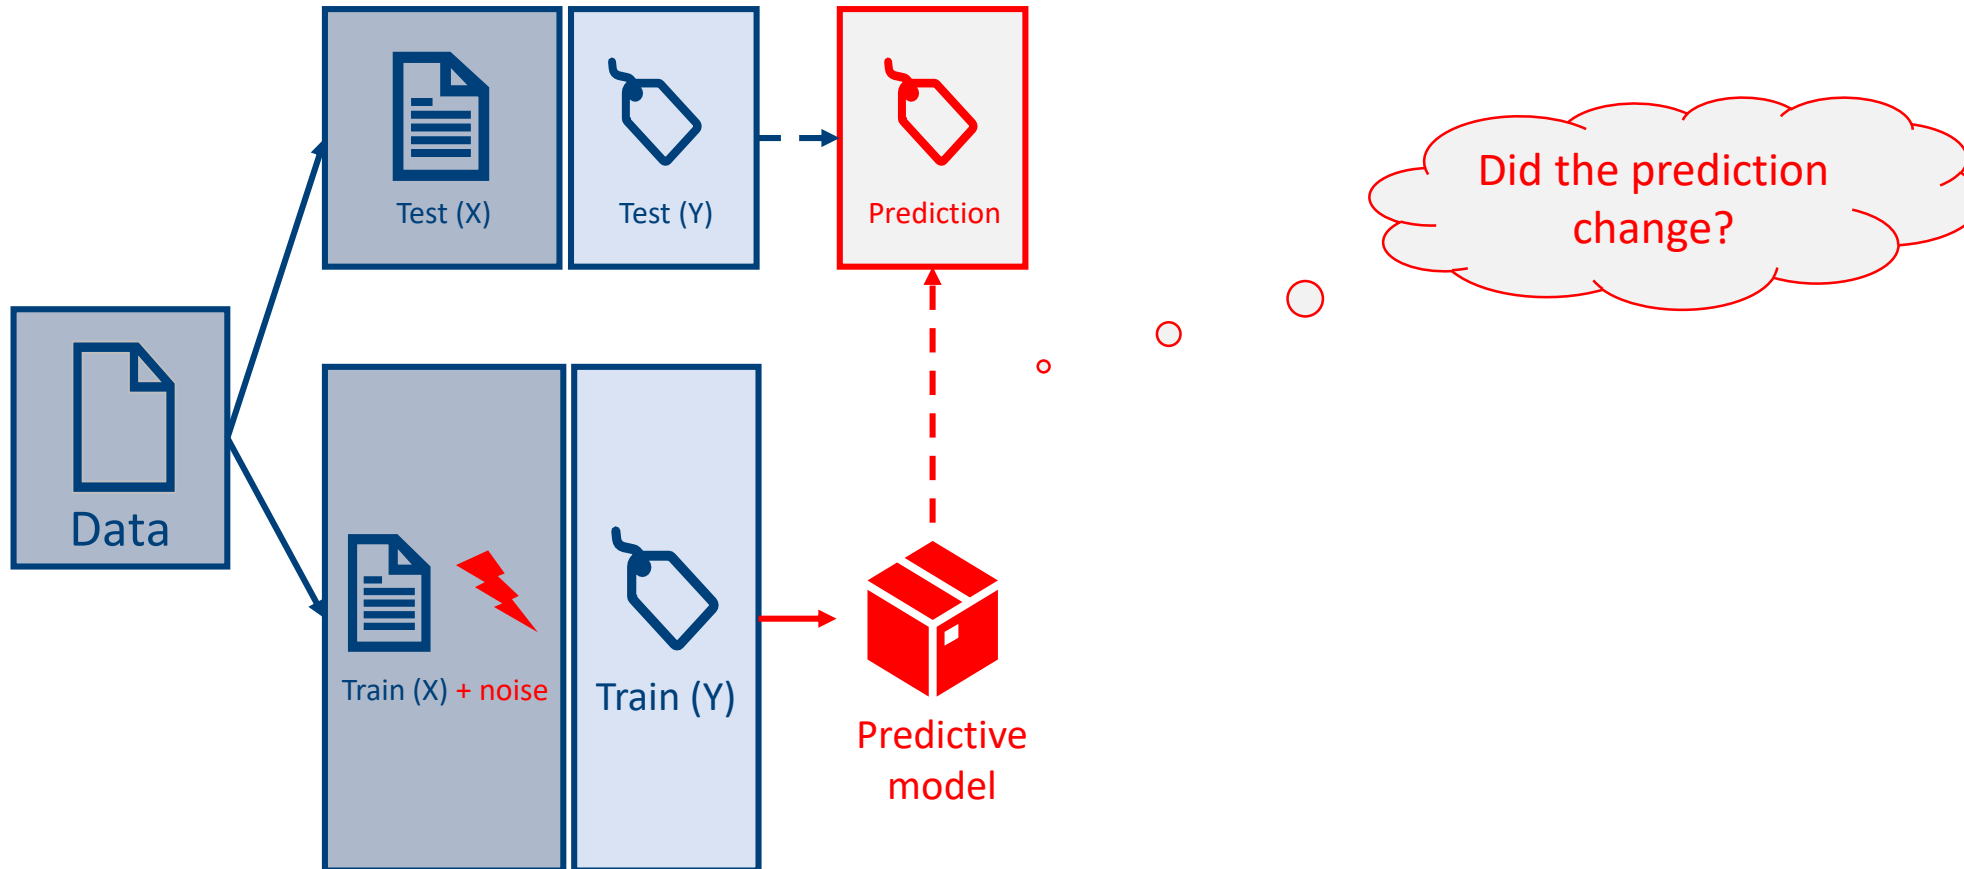 Test (X)
Test (Y)
Prediction
Did the prediction
change?
Data
Train (X) + noise
Train (Y)
Predictive
model